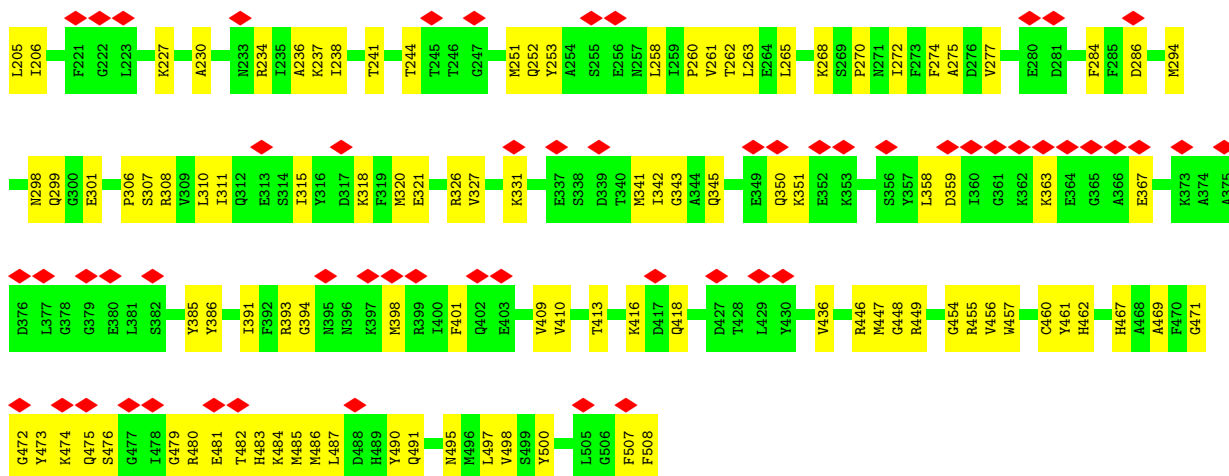 L205 I206 F221 G222 L223 K227 A230 N233 R234 I235 A236 K237 I238 T241 T244 T245 T246 G247 M251 Q252 Y253 A254 S255 E256 N257 L258 I259 P260 V261 T262 L263 E264 L265 K268 S269 P270 N271 I272 F273 F274 A275 D276 V277 E280 D281 F284 F285 D286 M294
N298 Q299 G300 E301 P306 S307 R308 V309 L310 I311 Q312 E313 S314 I315 Y316 D317 K318 F319 M320 E321 R326 V327 K331 E337 S338 D339 T340 M341 I342 G343 A344 Q345 E349 Q350 K351 E352 K353 S356 Y357 L358 D359 I360 G361 K362 K363 E364 G365 A366 E367 K373 A374 A375
D376 L377 G378 G379 E380 L381 S382 Y385 Y386 I391 F392 R393 G394 N395 N396 K397 M398 R399 I400 F401 Q402 E403 V409 V410 T413 K416 D417 Q418 D427 T428 L429 Y430 V436 R446 M447 G448 R449 G454 R455 V456 W457 C460 Y461 H462 H467 A468 A469 F470 G471
G472 Y473 K474 Q475 S476 G477 I478 G479 R480 E481 T482 H483 K484 M485 M486 L487 D488 H489 Y490 Q491 N495 M496 L497 V498 S499 Y500 L505 G506 F507 F508